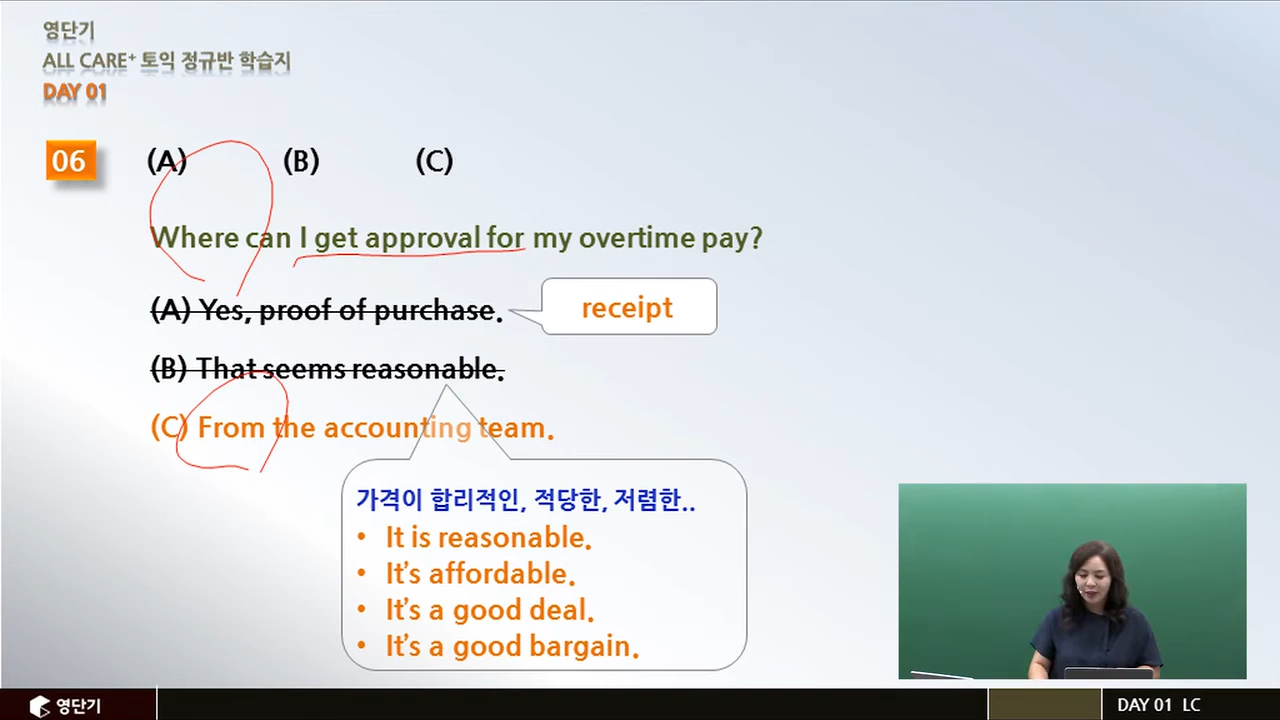 영단기
ALL CARE+ 토익 정규반 학습지
DAY 01
06 (A) (B) (C)
Where can I get approval for my overtime pay?
(A) Yes, proof of purchase.
receipt
(B) That seems reasonable.
(C) From the accounting team.
가격이 합리적인, 적당한, 저렴한..
• It is reasonable.
• It's affordable.
• It's a good deal.
• It's a good bargain.
영단기
DAY 01 LC